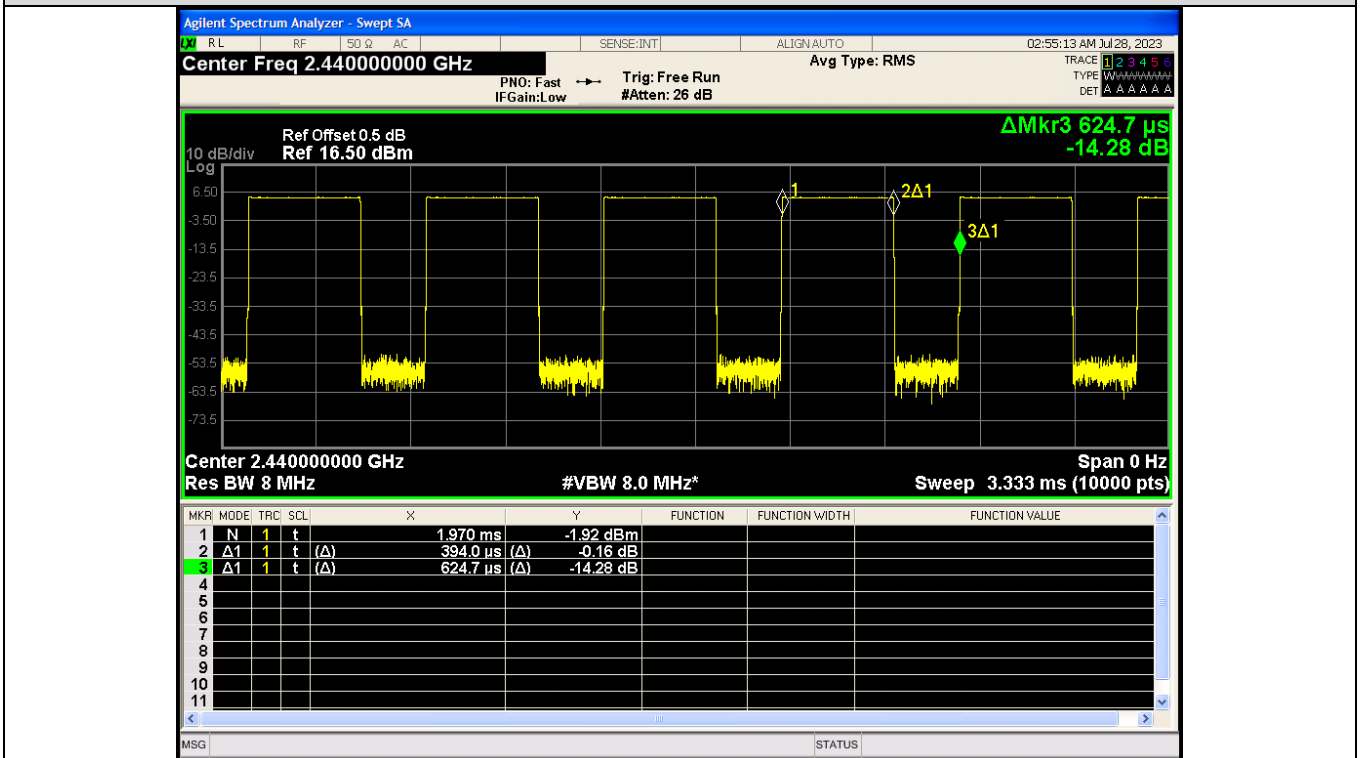 Agilent Spectrum Analyzer - Swept SA
LXI RL RF 50 Ω AC SENSE:INT ALIGN AUTO 02:55:13 AM Jul 28, 2023
Center Freq 2.440000000 GHz Avg Type: RMS TRACE 1 2 3 4 5 6
PNO: Fast Trig: Free Run TYPE
IFGain:Low #Atten: 26 dB DET A A A A A A
ΔMkr3 624.7 µs
Ref Offset 0.5 dB
10 dB/div Ref 16.50 dBm -14.28 dB
Log
6.50
-3.50
-13.5
-23.5
-33.5
-43.5
-53.5
-63.5
-73.5
1
2Δ1
3Δ1
Center 2.440000000 GHz Span 0 Hz
Res BW 8 MHz #VBW 8.0 MHz* Sweep 3.333 ms (10000 pts)
MKR MODE TRC SCL X Y FUNCTION FUNCTION WIDTH FUNCTION VALUE
1 N 1 t 1.970 ms -1.92 dBm
2 Δ1 1 t (Δ) 394.0 µs (Δ) -0.16 dB
3 Δ1 1 t (Δ) 624.7 µs (Δ) -14.28 dB
4
5
6
7
8
9
10
11
MSG STATUS